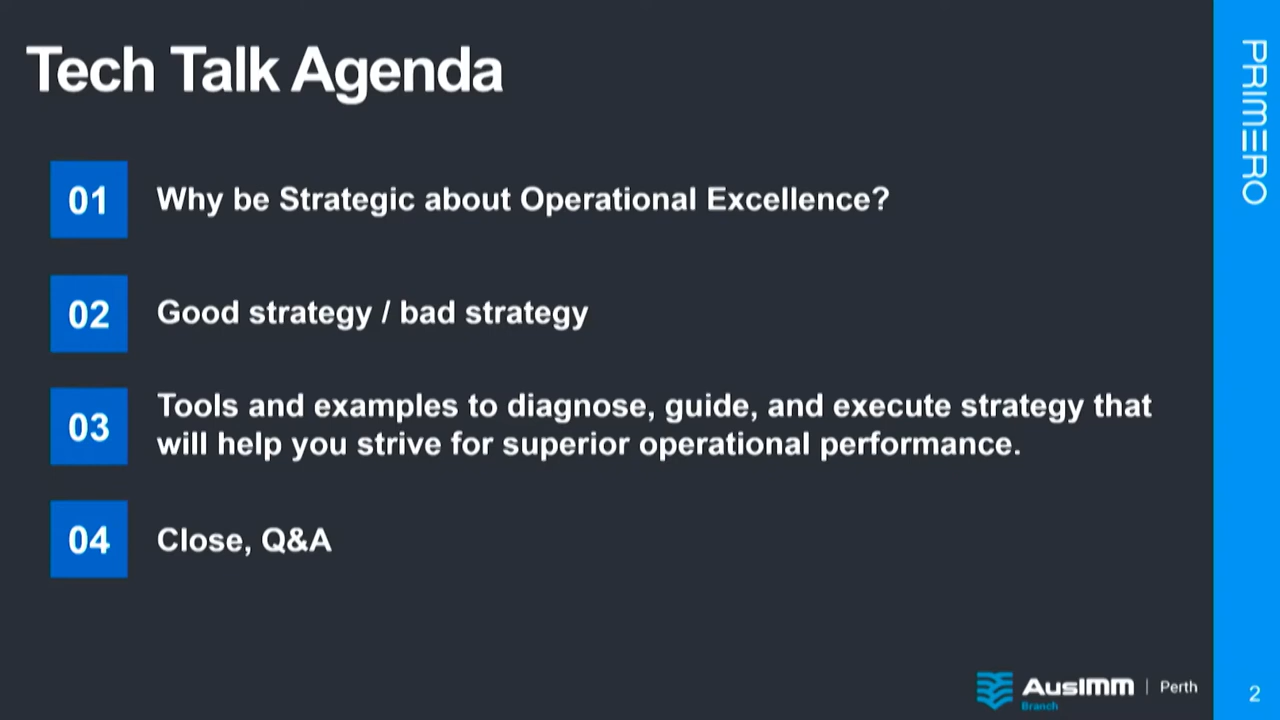 Tech Talk Agenda
01
Why be Strategic about Operational Excellence?
02
Good strategy / bad strategy
03
Tools and examples to diagnose, guide, and execute strategy that
will help you strive for superior operational performance.
04
Close, Q&A
PRIMERO
AusIMM | Perth
Branch
2